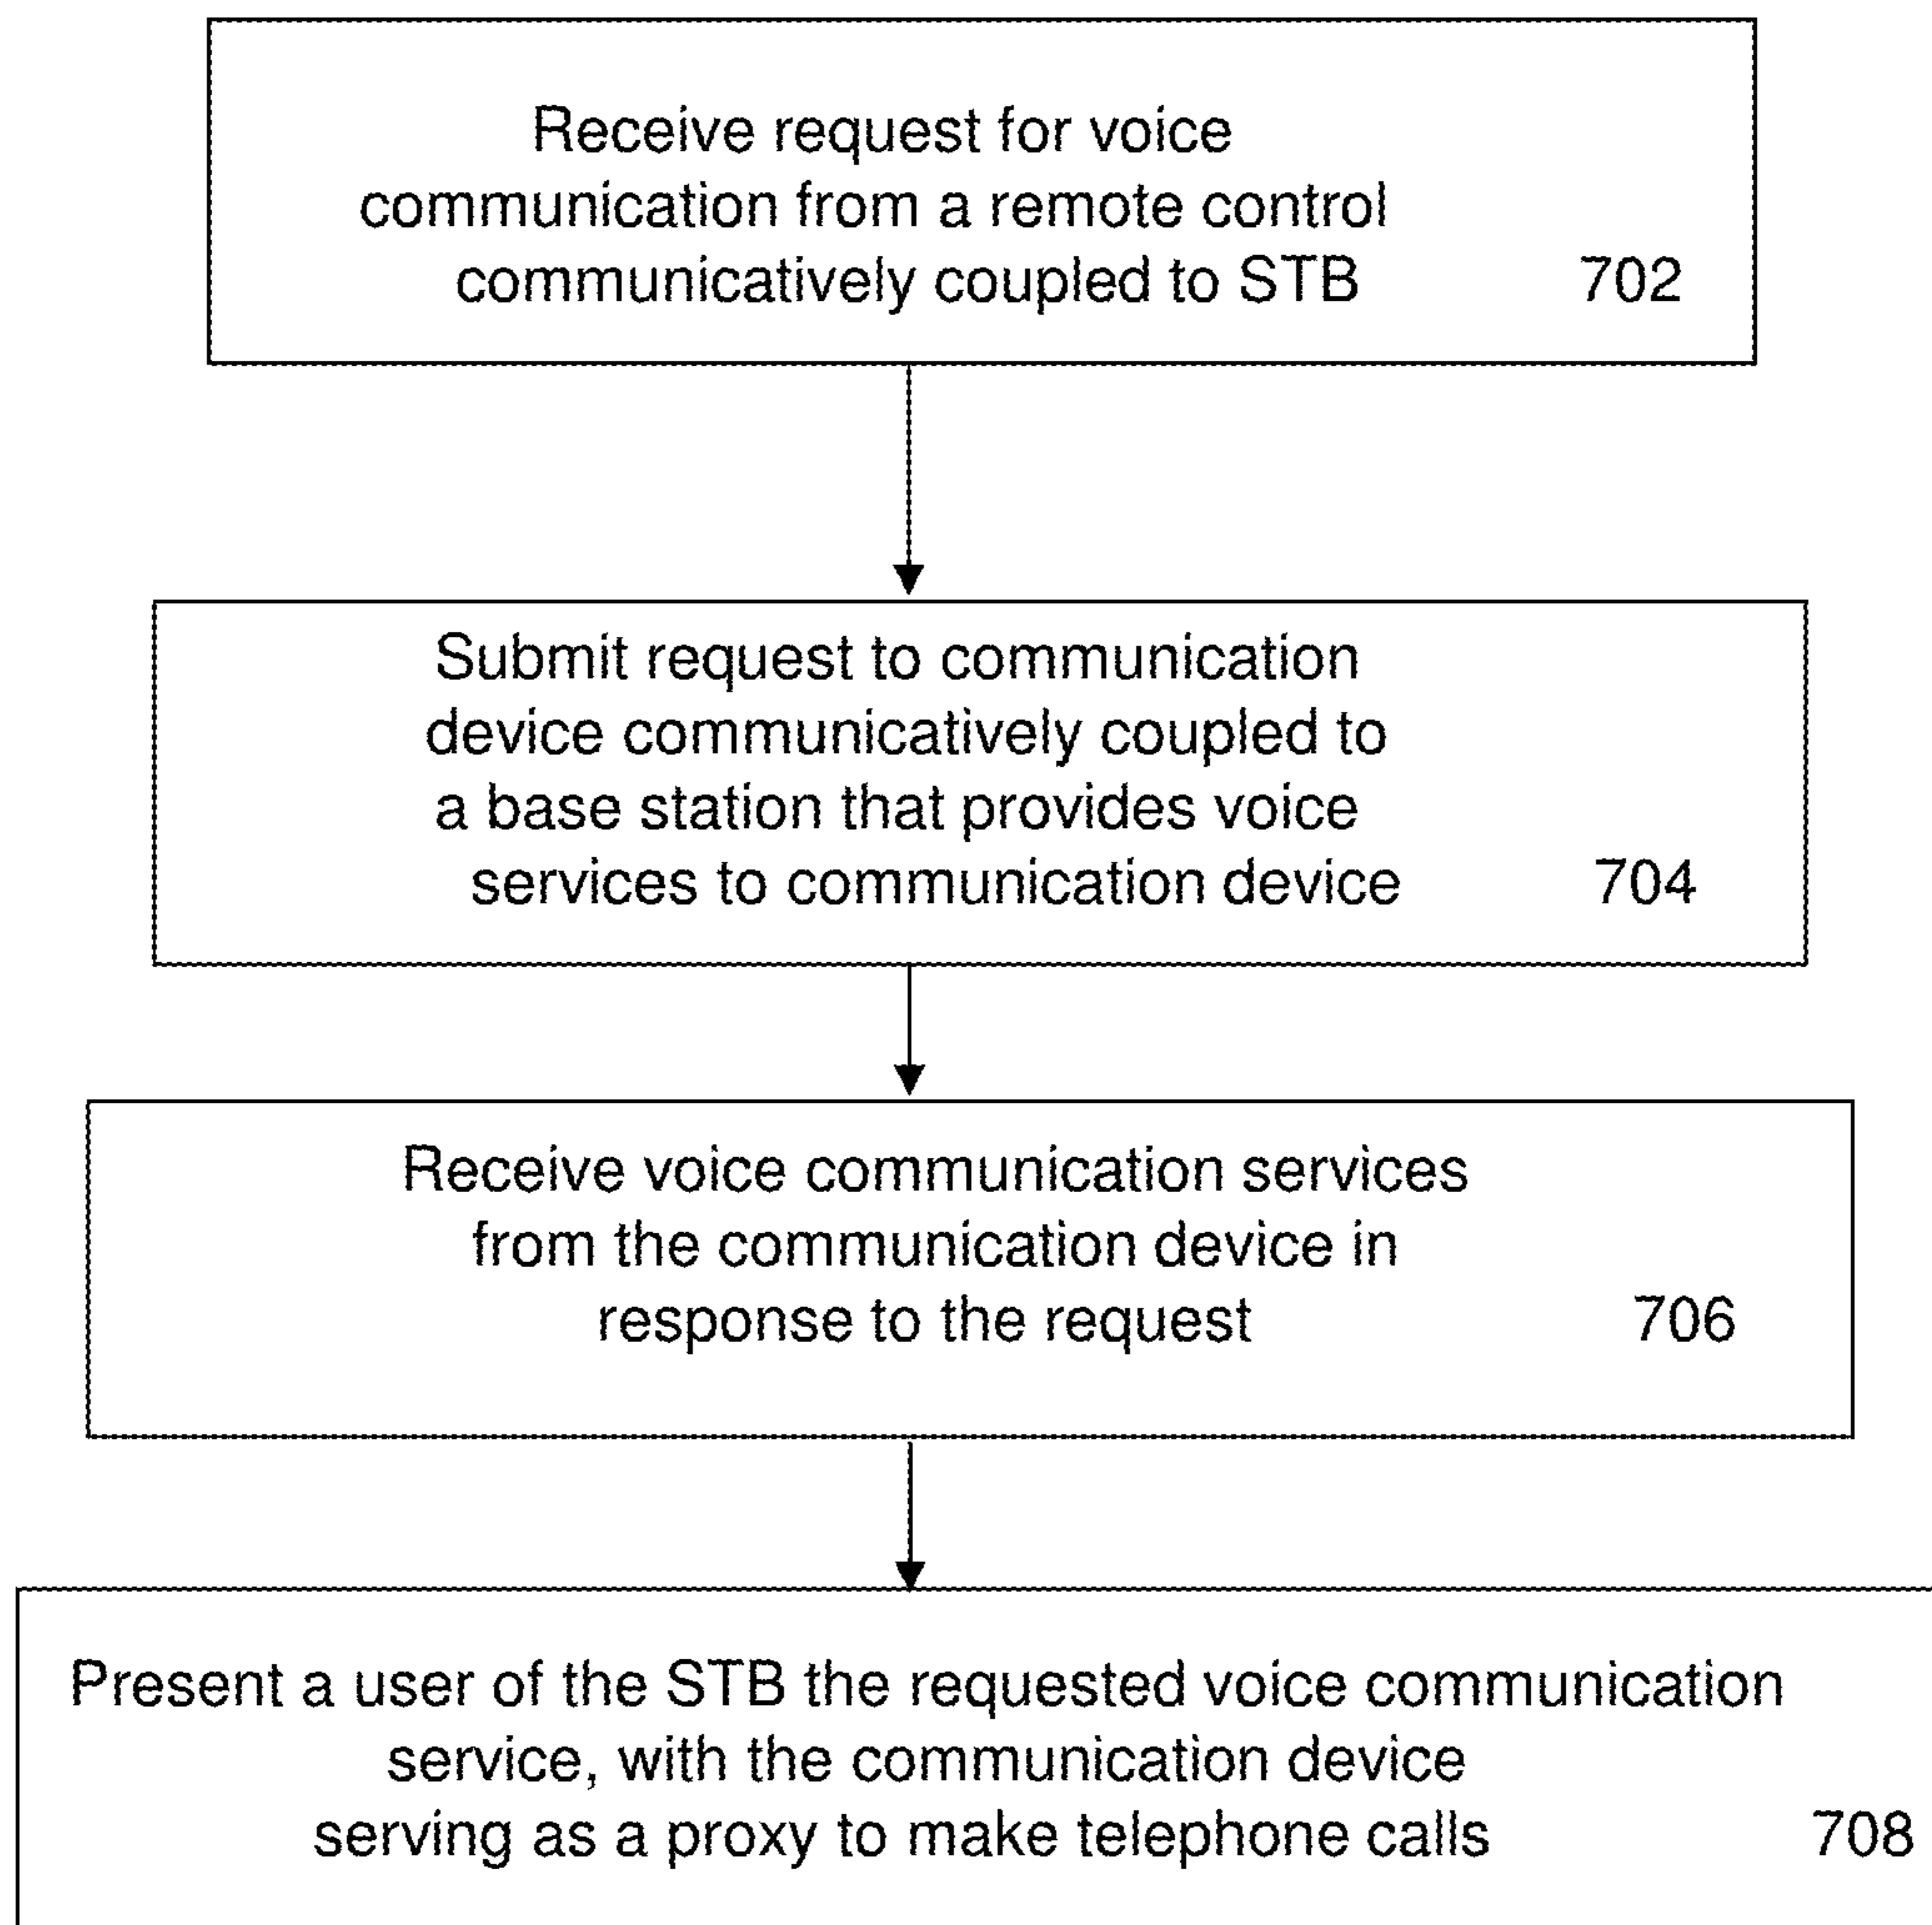 Receive request for voice
communication from a remote control
communicatively coupled to STB 702
Submit request to communication
device communicatively coupled to
a base station that provides voice
services to communication device 704
Receive voice communication services
from the communication device in
response to the request 706
Present a user of the STB the requested voice communication
service, with the communication device
serving as a proxy to make telephone calls 708